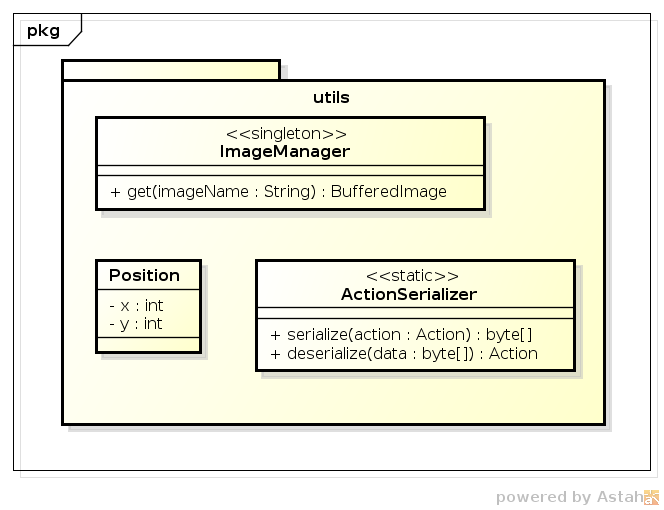 pkg
utils
<<singleton>>
ImageManager
+ get(imageName : String) : BufferedImage
Position
- x : int
- y : int
<<static>>
ActionSerializer
+ serialize(action : Action) : byte[]
+ deserialize(data : byte[]) : Action
powered by Astah